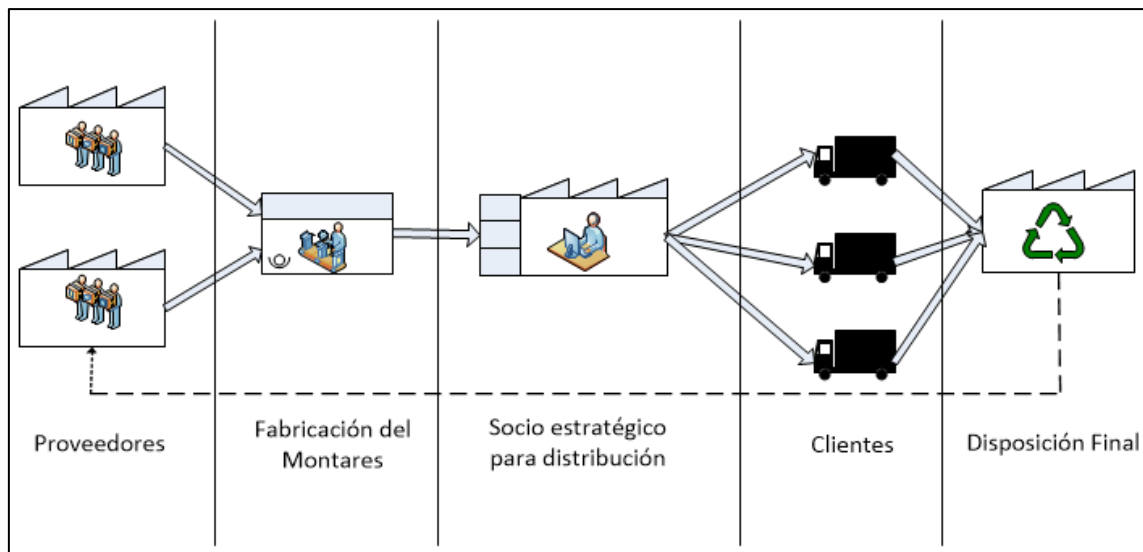 Proveedores
Fabricación del
Montares
Socio estratégico
para distribución
Clientes
Disposición Final